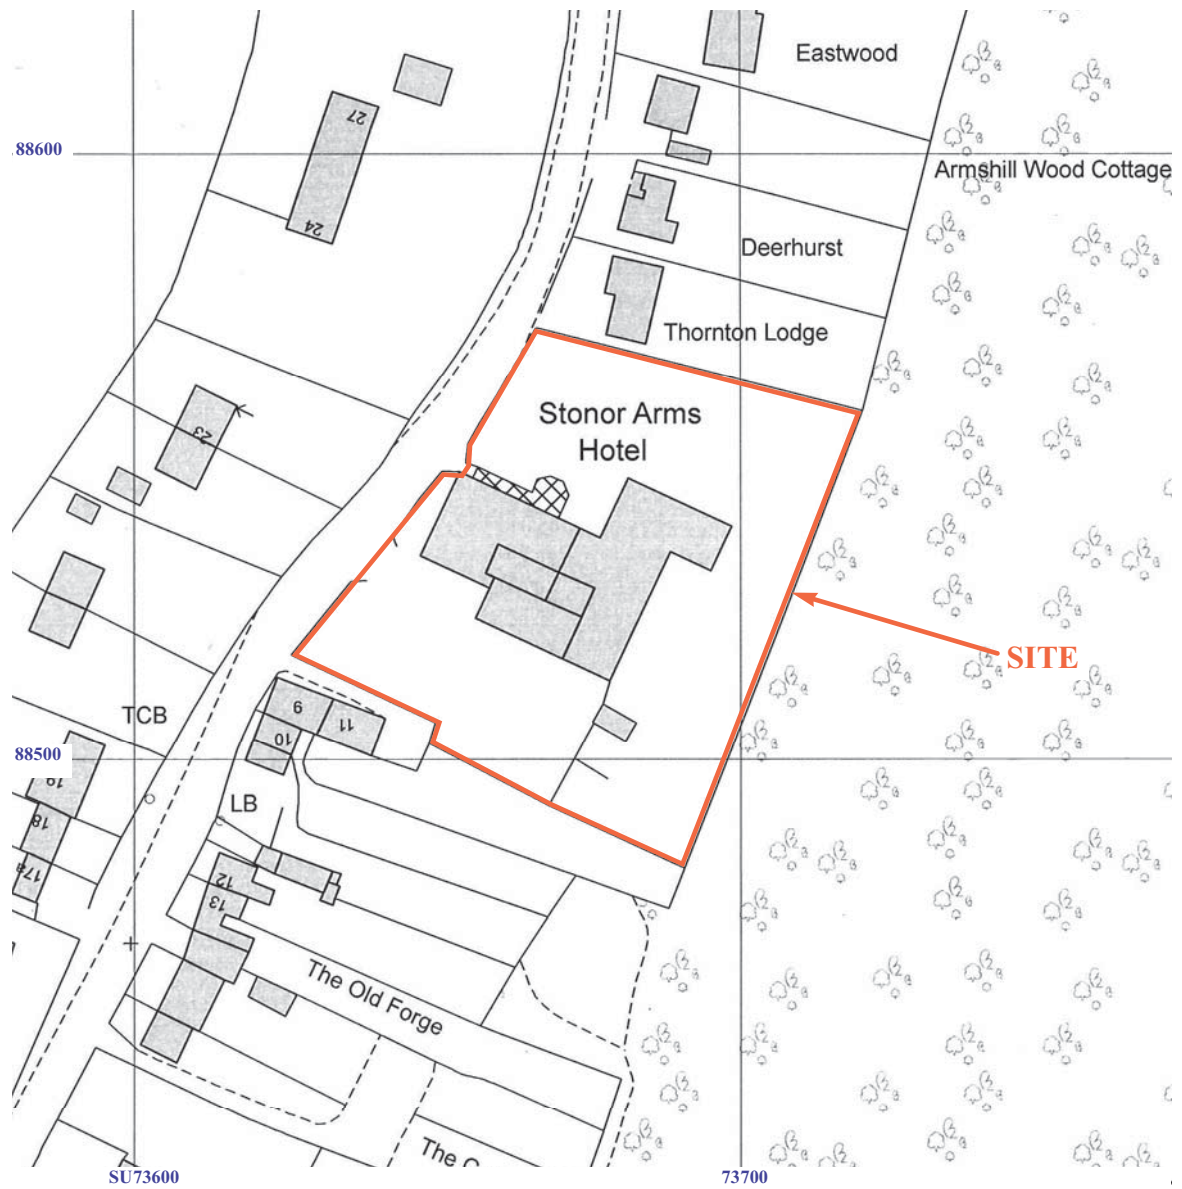 Eastwood
27
88600
Armshill Wood Cottage
24
Deerhurst
Thornton Lodge
Stonor Arms
Hotel
23
SITE
TCB
9
11
10
88500
19
LB
18
17a
12
13
The Old Forge
The
SU73600
73700